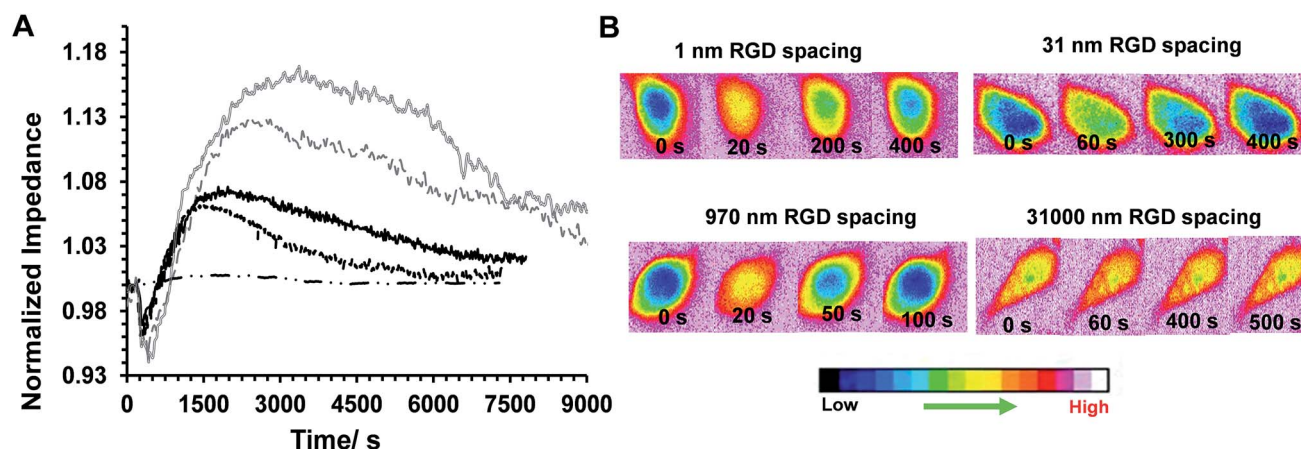 A
Normalized Impedance
1.18
1.13
1.08
1.03
0.98
0.93
0 1500 3000 4500 6000 7500 9000
Time/ s
B
1 nm RGD spacing
0 s 20 s 200 s 400 s
31 nm RGD spacing
0 s 60 s 300 s 400 s
970 nm RGD spacing
0 s 20 s 50 s 100 s
31000 nm RGD spacing
0 s 60 s 400 s 500 s
Low High